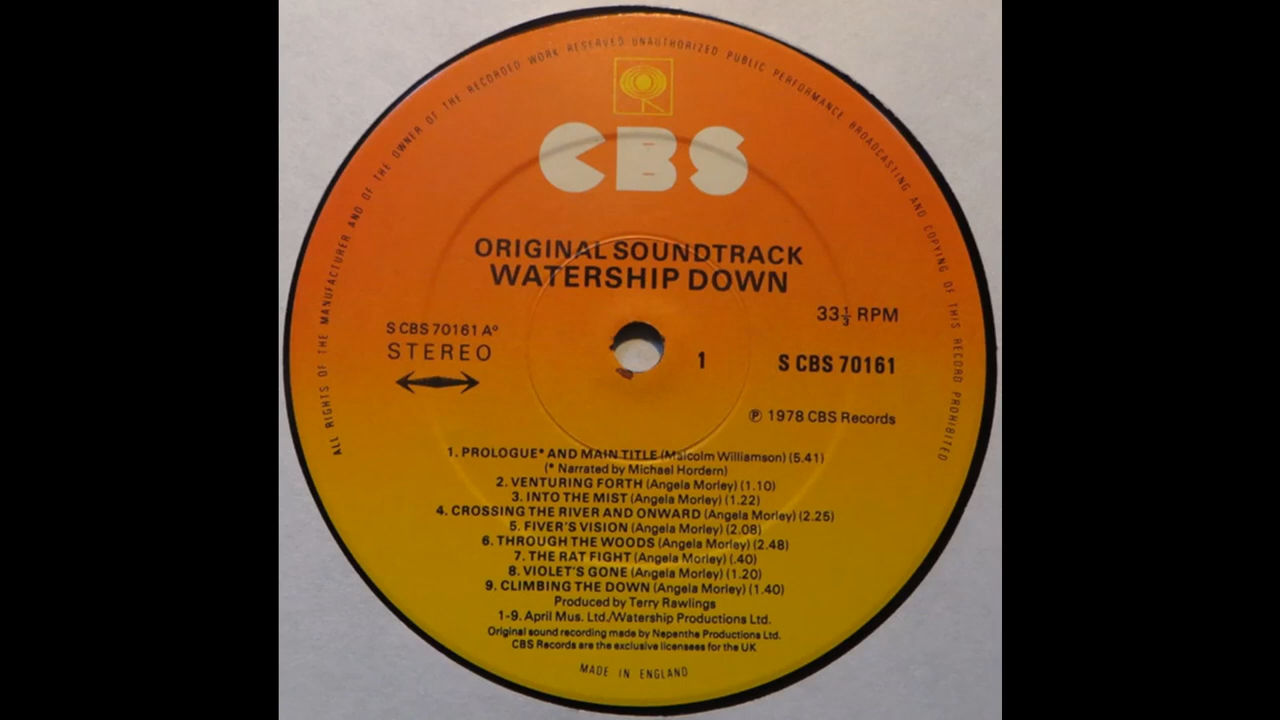 ALL RIGHTS OF THE MANUFACTURER AND OF THE OWNER OF THE RECORDED WORK RESERVED UNAUTHORIZED PUBLIC PERFORMANCE BROADCASTING AND COPYING OF THIS RECORD PROHIBITED
CBS
ORIGINAL SOUNDTRACK
WATERSHIP DOWN
33⅓ RPM
S CBS 70161 Aº
STEREO
1
S CBS 70161
℗ 1978 CBS Records
1. PROLOGUE* AND MAIN TITLE (Malcolm Williamson) (5.41)
(* Narrated by Michael Hordern)
2. VENTURING FORTH (Angela Morley) (1.10)
3. INTO THE MIST (Angela Morley) (1.22)
4. CROSSING THE RIVER AND ONWARD (Angela Morley) (2.25)
5. FIVER'S VISION (Angela Morley) (2.08)
6. THROUGH THE WOODS (Angela Morley) (2.48)
7. THE RAT FIGHT (Angela Morley) (.40)
8. VIOLET'S GONE (Angela Morley) (1.20)
9. CLIMBING THE DOWN (Angela Morley) (1.40)
Produced by Terry Rawlings
1-9. April Mus. Ltd./Watership Productions Ltd.
Original sound recording made by Nepenthe Productions Ltd.
CBS Records are the exclusive licensees for the UK
MADE IN ENGLAND